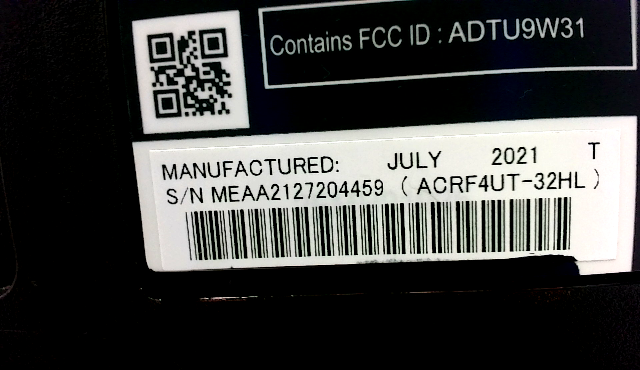 Contains FCC ID : ADTU9W31
MANUFACTURED: JULY 2021 T
S/N MEAA2127204459 ( ACRF4UT-32HL )